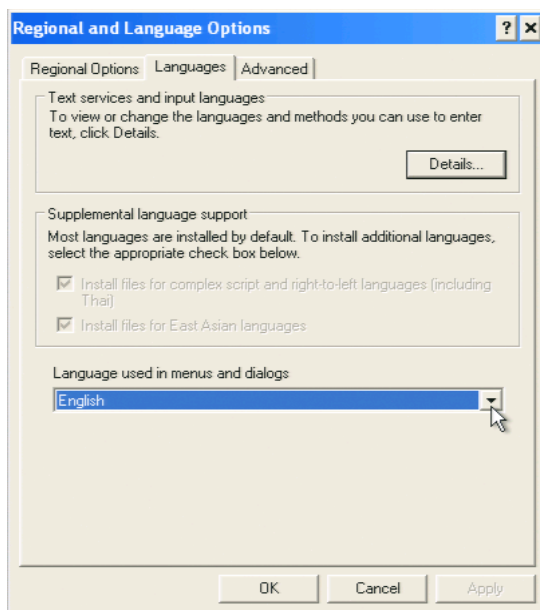 Regional and Language Options
Regional Options Languages Advanced
Text services and input languages
To view or change the languages and methods you can use to enter
text, click Details.
Details...
Supplemental language support
Most languages are installed by default. To install additional languages,
select the appropriate check box below.
Install files for complex script and right-to-left languages (including
Thai)
Install files for East Asian languages
Language used in menus and dialogs
English
OK Cancel Apply